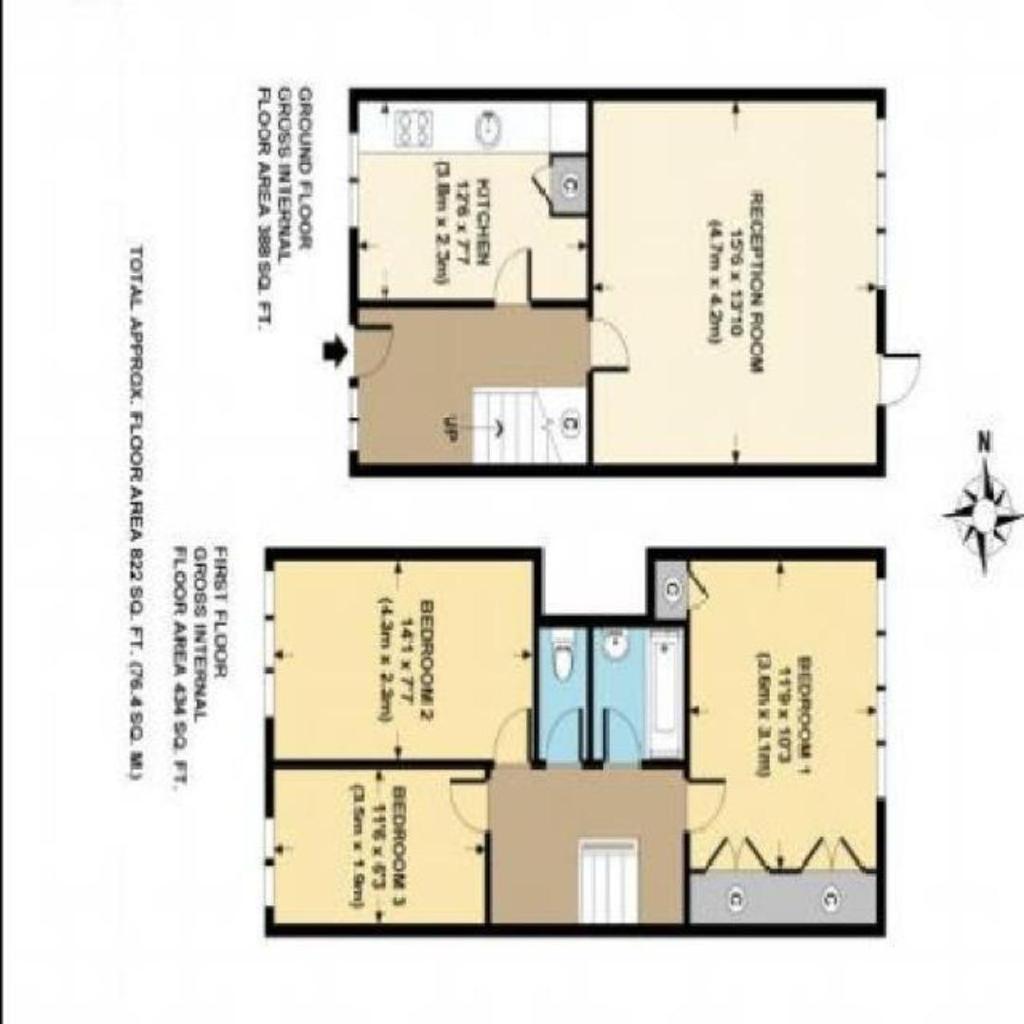 GROUND FLOOR
GROSS INTERNAL
FLOOR AREA 388 SQ. FT.
KITCHEN
12'6 x 7'7
(3.8m x 2.3m)
C
RECEPTION ROOM
15'6 x 13'10
(4.7m x 4.2m)
UP
C
N
FIRST FLOOR
GROSS INTERNAL
FLOOR AREA 434 SQ. FT.
BEDROOM 2
14'1 x 7'7
(4.3m x 2.3m)
C
BEDROOM 1
11'9 x 10'3
(3.6m x 3.1m)
BEDROOM 3
11'6 x 6'3
(3.5m x 1.9m)
C
C
TOTAL APPROX. FLOOR AREA 822 SQ. FT. (76.4 SQ. M.)